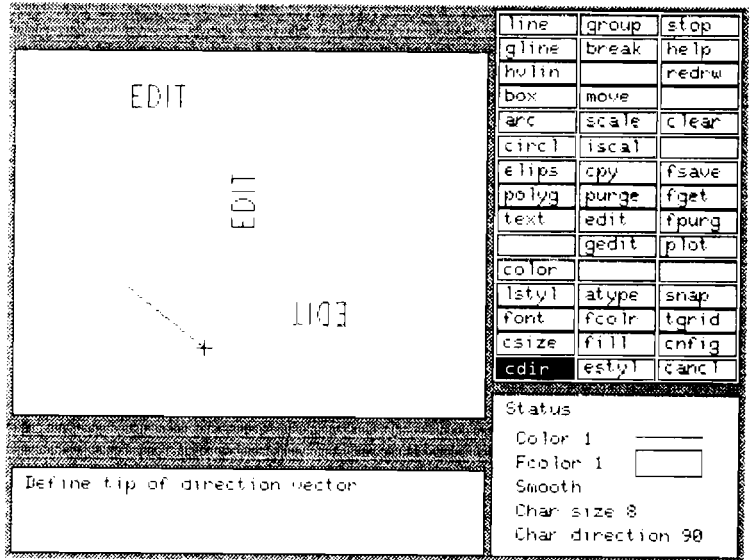 EDIT
EDIT
EDIT
line group stop
gline break help
hvlin redrw
box move
arc scale clear
circl iscal
elips cpy fsave
polyg purge fget
text edit fpurg
gedit plot
color
lstyl atype snap
font fcolr tgrid
csize fill cnfig
cdir estyl cancl
Status
Color 1
Fcolor 1
Smooth
Char size 8
Char direction 90
Define tip of direction vector